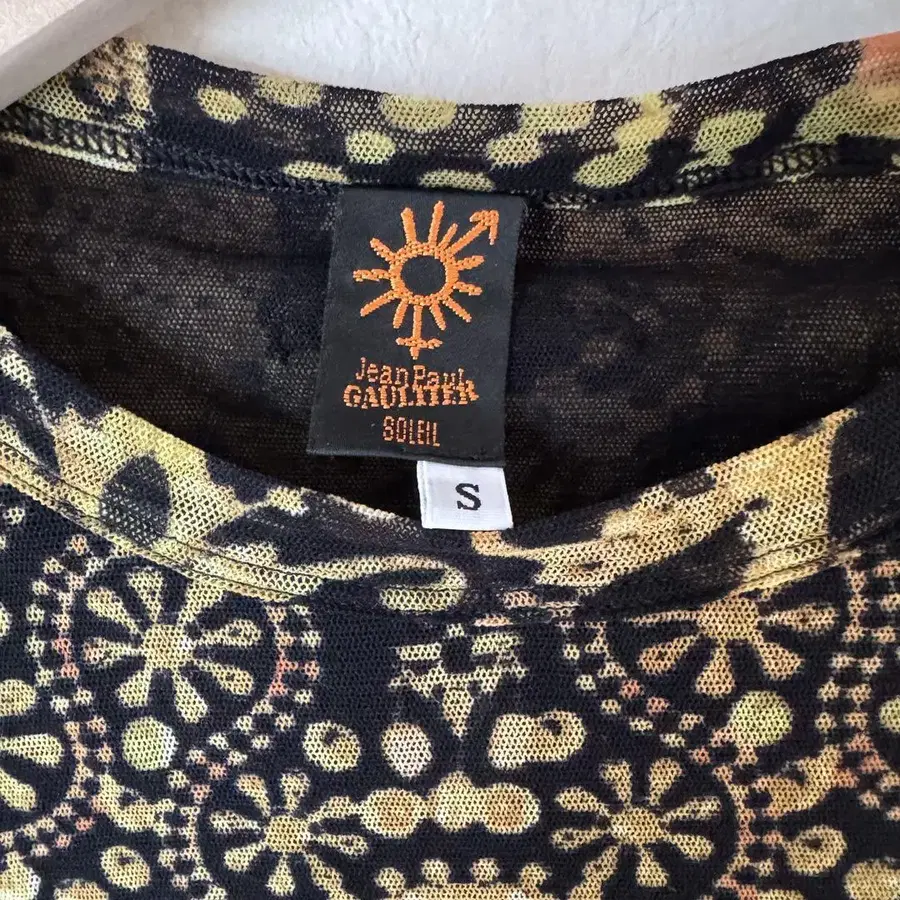 Jean Paul
GAULTIER
SOLEIL
S